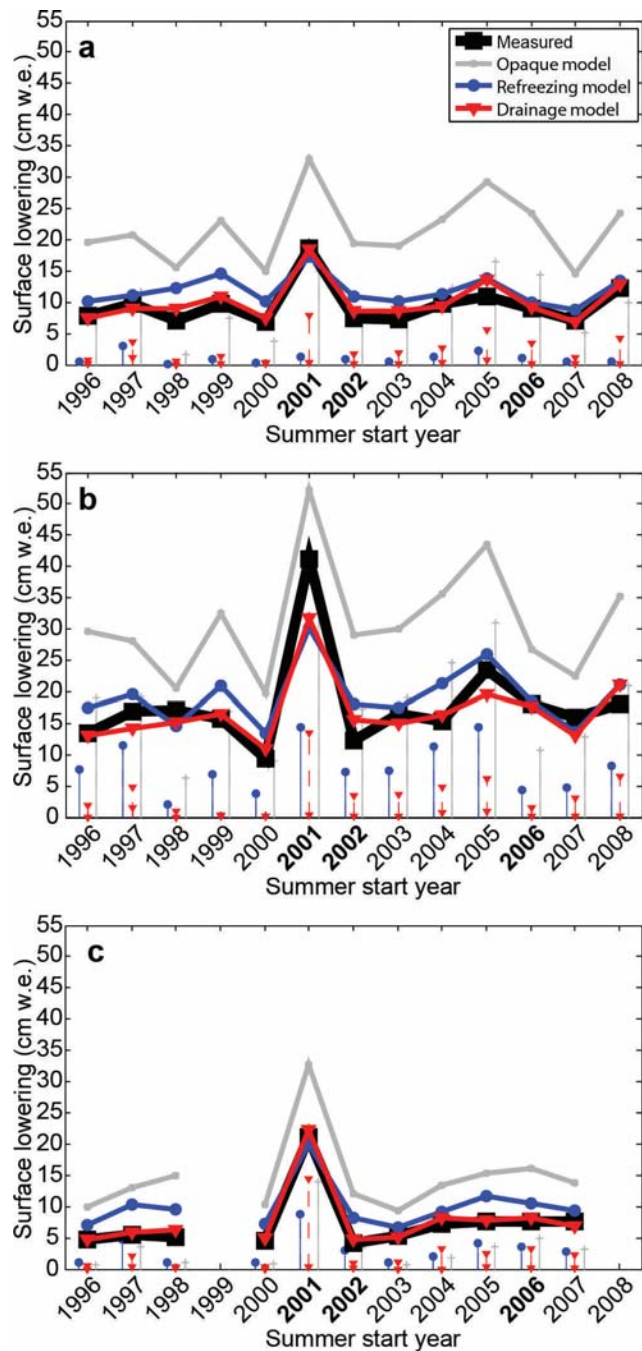 55
50
45
40
35
30
25
20
15
10
5
0
Surface lowering (cm w.e.)
a
Measured
Opaque model
Refreezing model
Drainage model
1996 1997 1998 1999 2000 2001 2002 2003 2004 2005 2006 2007 2008
Summer start year
55
50
45
40
35
30
25
20
15
10
5
0
Surface lowering (cm w.e.)
b
1996 1997 1998 1999 2000 2001 2002 2003 2004 2005 2006 2007 2008
Summer start year
55
50
45
40
35
30
25
20
15
10
5
0
Surface lowering (cm w.e.)
c
1996 1997 1998 1999 2000 2001 2002 2003 2004 2005 2006 2007 2008
Summer start year